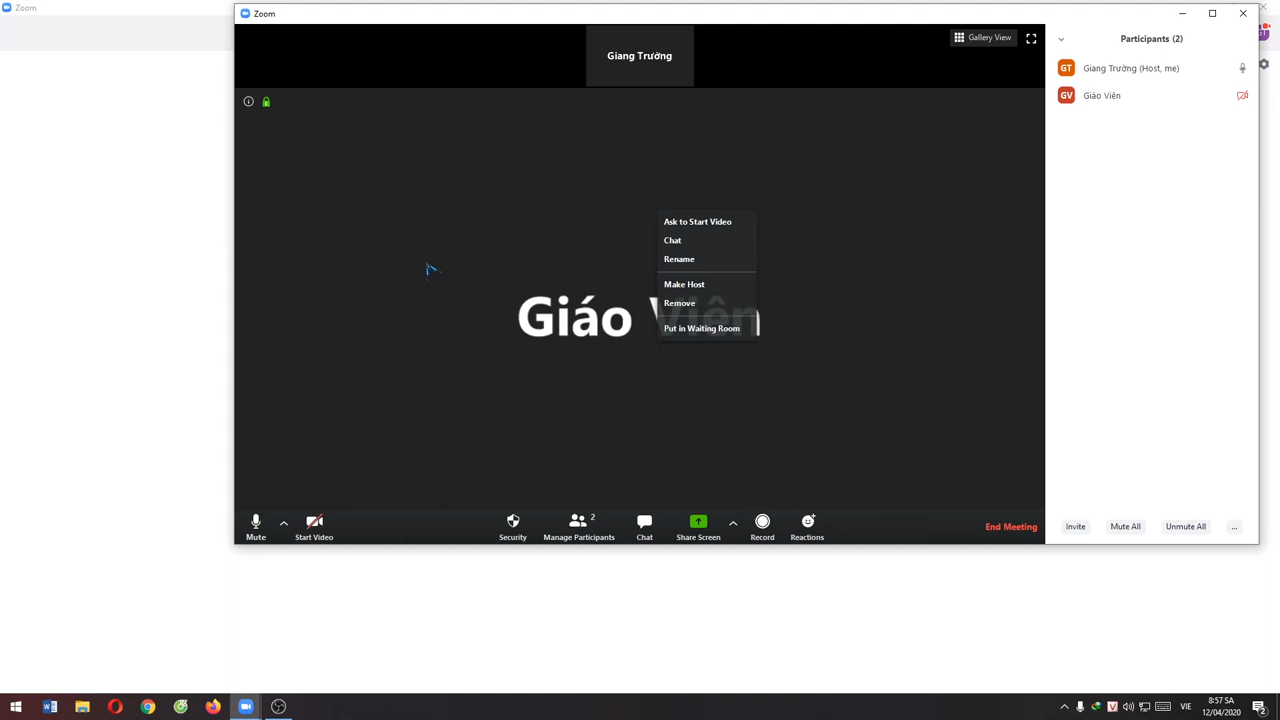 Zoom
Zoom
Giang Trường
Gallery View
Participants (2)
GT
Giang Trường (Host, me)
GV
Giáo Viên
Ask to Start Video
Chat
Rename
Make Host
Remove
Put in Waiting Room
Giáo Viên
Mute
Start Video
Security
2
Manage Participants
Chat
Share Screen
Record
Reactions
End Meeting
Invite
Mute All
Unmute All
...
VIE
8:57 SA
12/04/2020
2